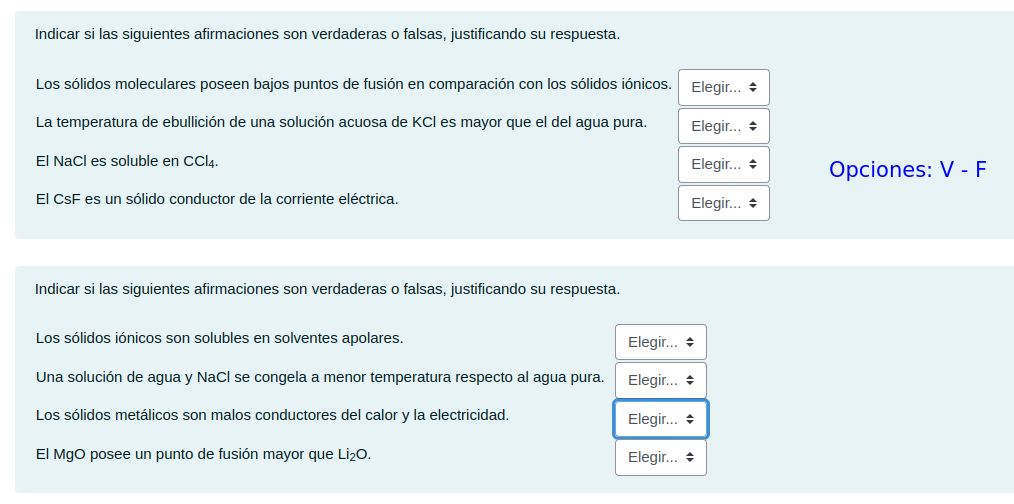 Indicar si las siguientes afirmaciones son verdaderas o falsas, justificando su respuesta.
Los sólidos moleculares poseen bajos puntos de fusión en comparación con los sólidos iónicos. Elegir...
La temperatura de ebullición de una solución acuosa de KCl es mayor que el del agua pura. Elegir...
El NaCl es soluble en CCl₄. Elegir...
Opciones: V - F
El CsF es un sólido conductor de la corriente eléctrica. Elegir...
Indicar si las siguientes afirmaciones son verdaderas o falsas, justificando su respuesta.
Los sólidos iónicos son solubles en solventes apolares. Elegir...
Una solución de agua y NaCl se congela a menor temperatura respecto al agua pura. Elegir...
Los sólidos metálicos son malos conductores del calor y la electricidad. Elegir...
El MgO posee un punto de fusión mayor que Li₂O. Elegir...